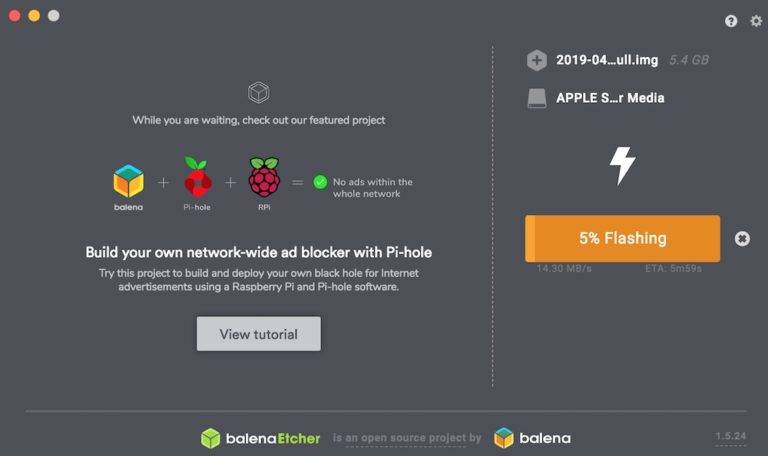 While you are waiting, check out our featured project
balena
+
Pi-hole
+
RPi
=
No ads within the
whole network
Build your own network-wide ad blocker with Pi-hole
Try this project to build and deploy your own black hole for Internet
advertisements using a Raspberry Pi and Pi-hole software.
View tutorial
2019-04...ull.img 5.4 GB
APPLE S...r Media
5% Flashing
14.30 MB/s ETA: 5m59s
balenaEtcher is an open source project by balena
1.5.24